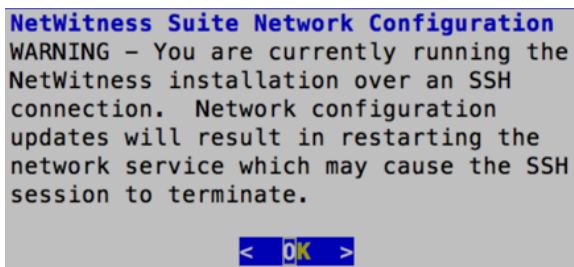 NetWitness Suite Network Configuration
WARNING – You are currently running the
NetWitness installation over an SSH
connection.  Network configuration
updates will result in restarting the
network service which may cause the SSH
session to terminate.
<  OK  >